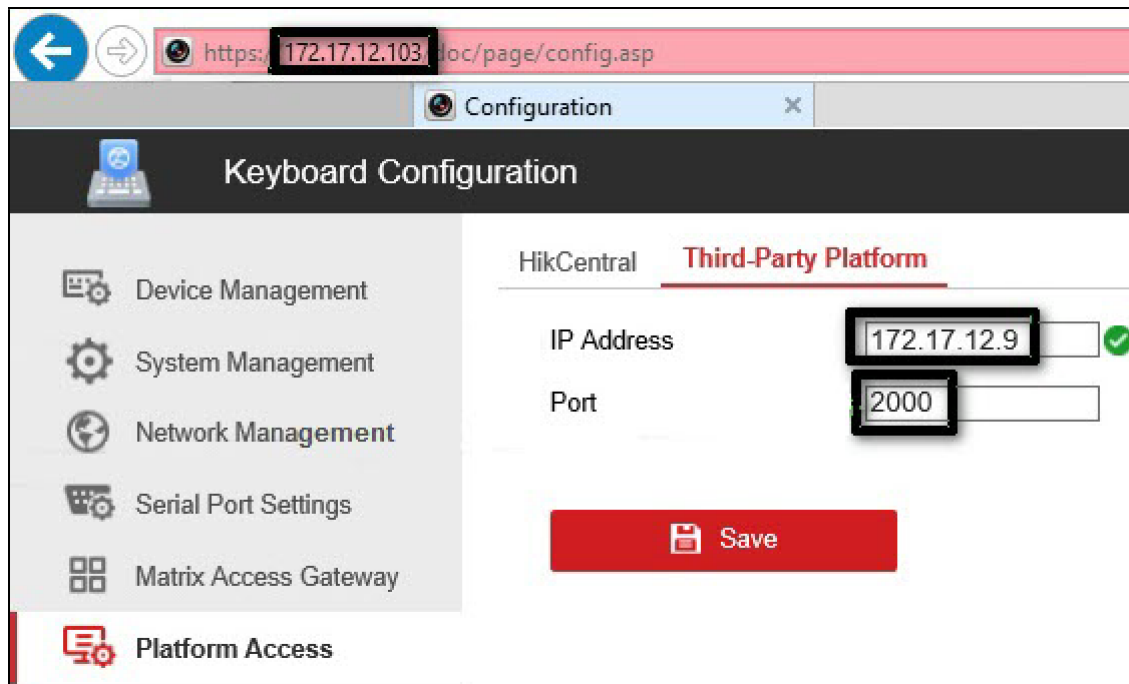 https://172.17.12.103/doc/page/config.asp
Configuration
Keyboard Configuration
HikCentral Third-Party Platform
Device Management
System Management
Network Management
Serial Port Settings
Matrix Access Gateway
Platform Access
IP Address 172.17.12.9
Port 2000
Save